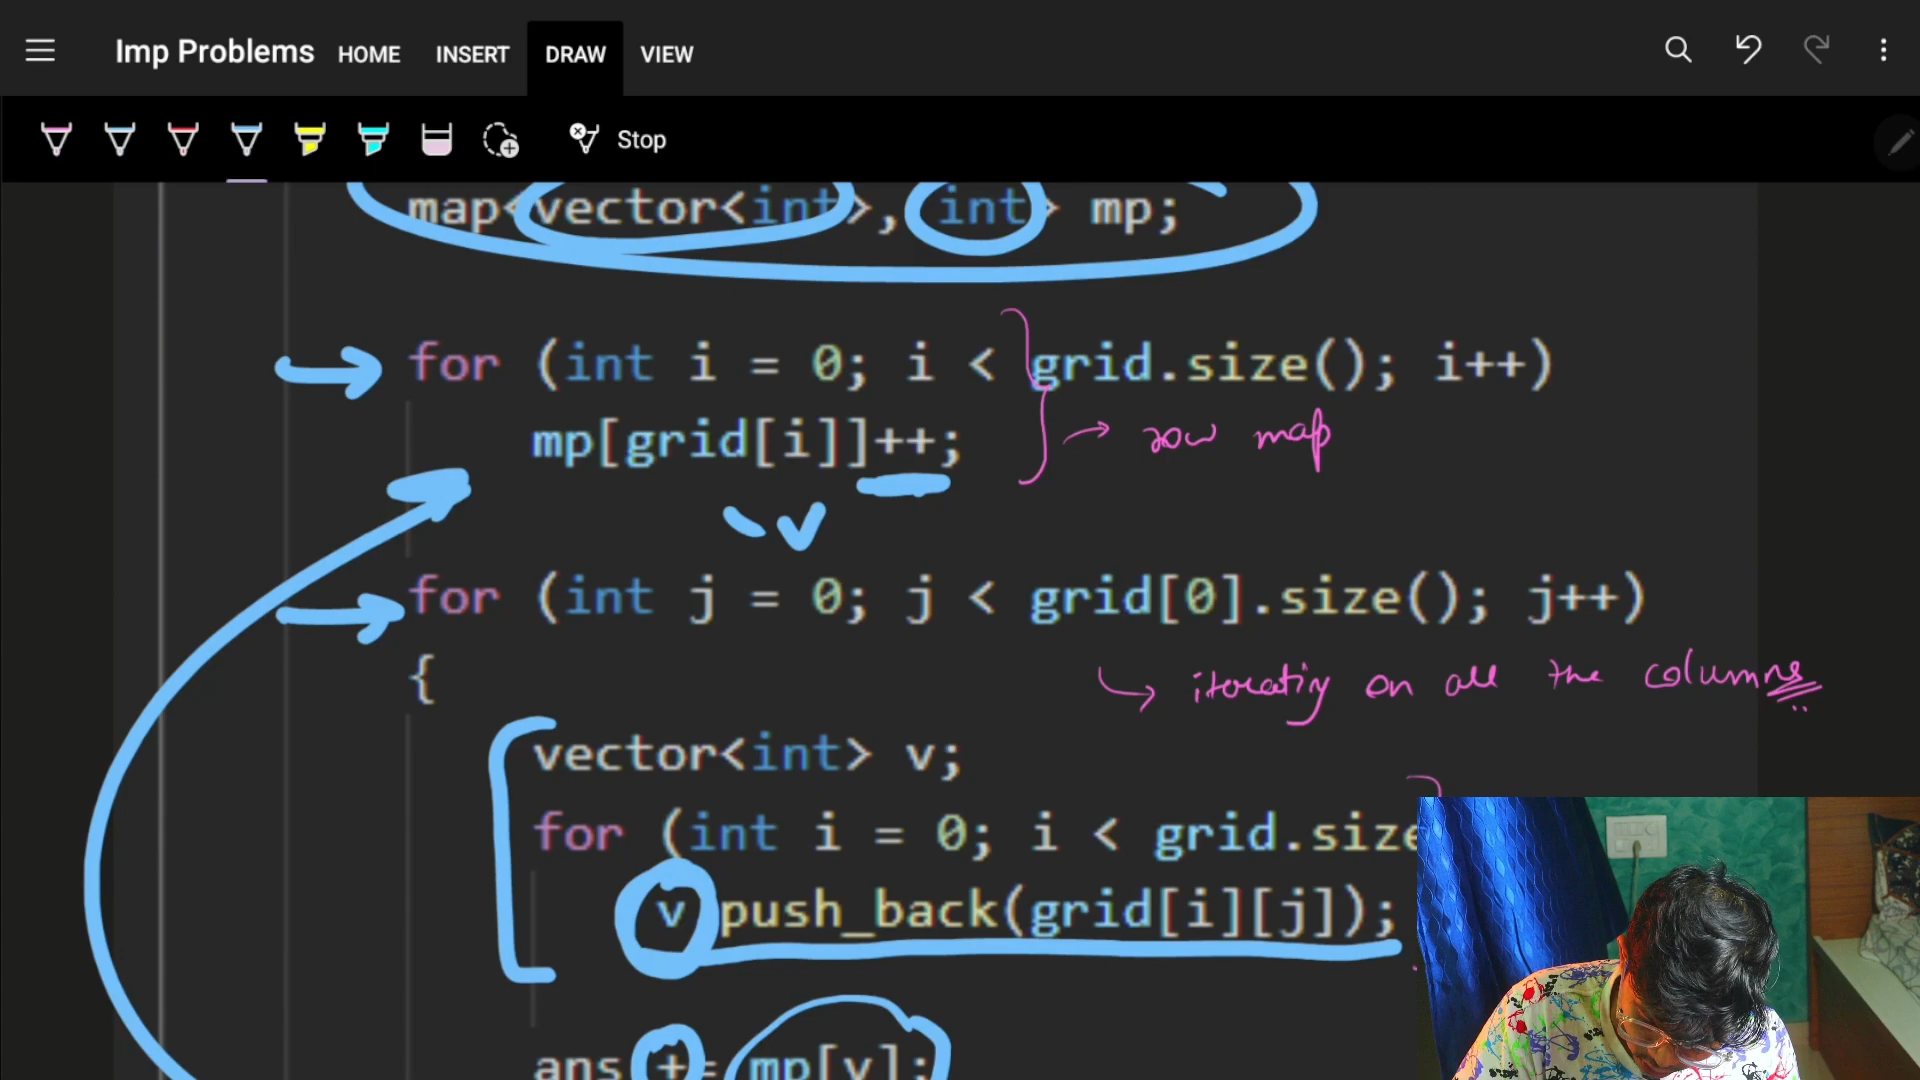 Imp Problems HOME INSERT DRAW VIEW
Stop
map<vector<int>, int> mp;
for (int i = 0; i < grid.size(); i++)
mp[grid[i]]++;
→ row map
for (int j = 0; j < grid[0].size(); j++)
{
↳ iterating on all the columns
vector<int> v;
for (int i = 0; i < grid.size
v push_back(grid[i][j]);
ans += mp[v];